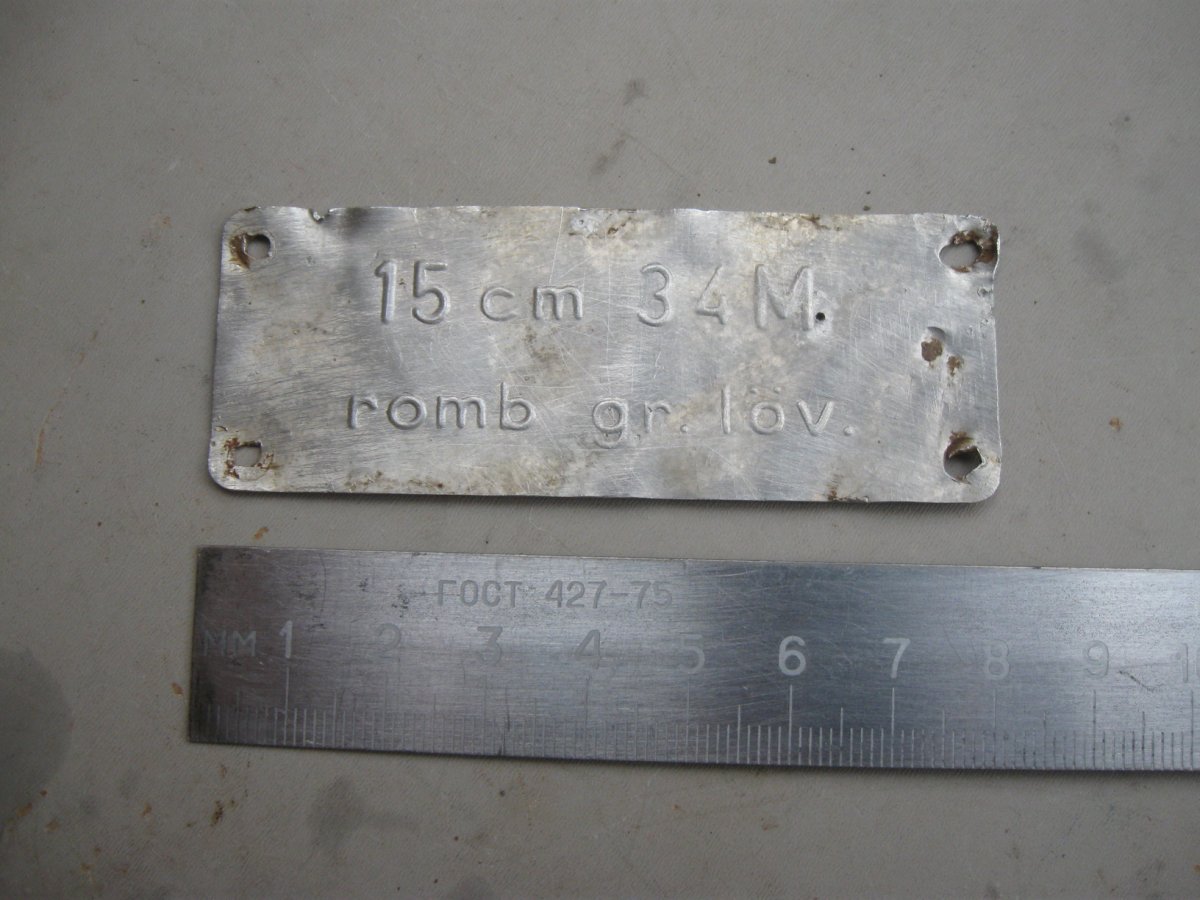 15 cm 34 M.
romb gr. löv.
ГОСТ 427-75
мм 1 2 3 4 5 6 7 8 9